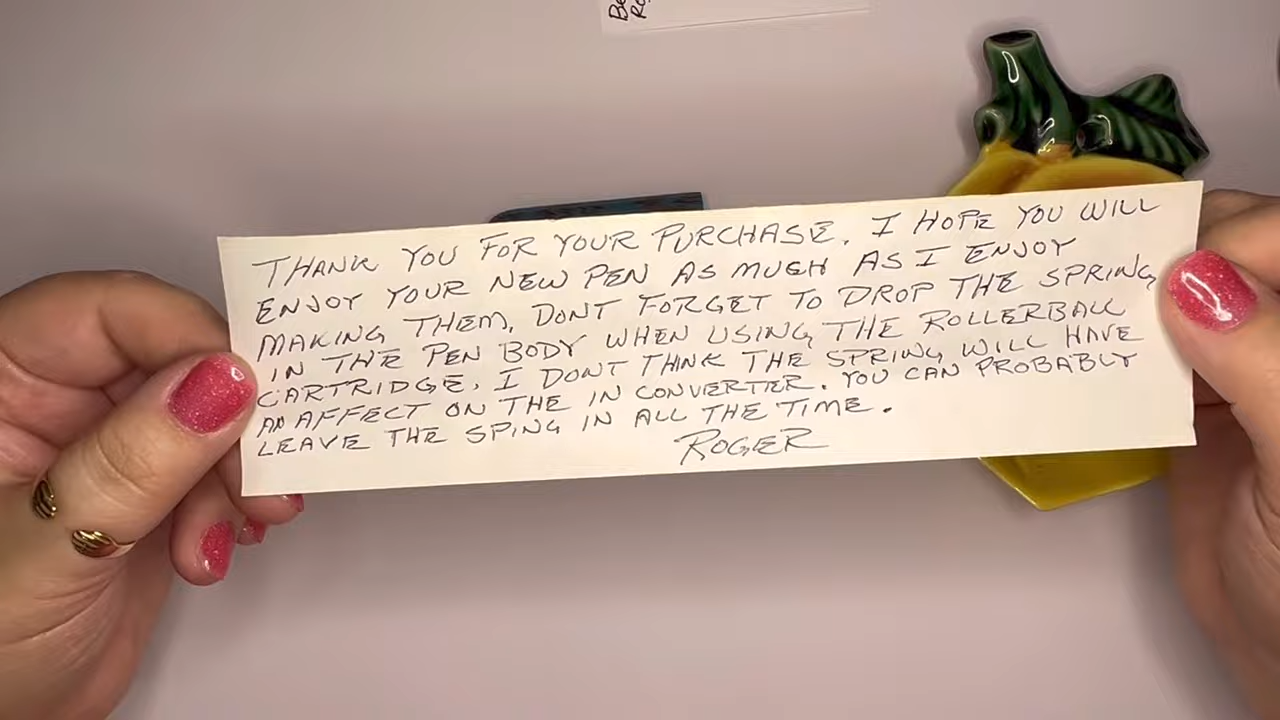 Be
Ro
THANK YOU FOR YOUR PURCHASE. I HOPE YOU WILL
ENJOY YOUR NEW PEN AS MUCH AS I ENJOY
MAKING THEM. DONT FORGET TO DROP THE SPRING
IN THE PEN BODY WHEN USING THE ROLLERBALL
CARTRIDGE. I DONT THINK THE SPRING WILL HAVE
AN AFFECT ON THE IN CONVERTER. YOU CAN PROBABLY
LEAVE THE SPING IN ALL THE TIME.
ROGER